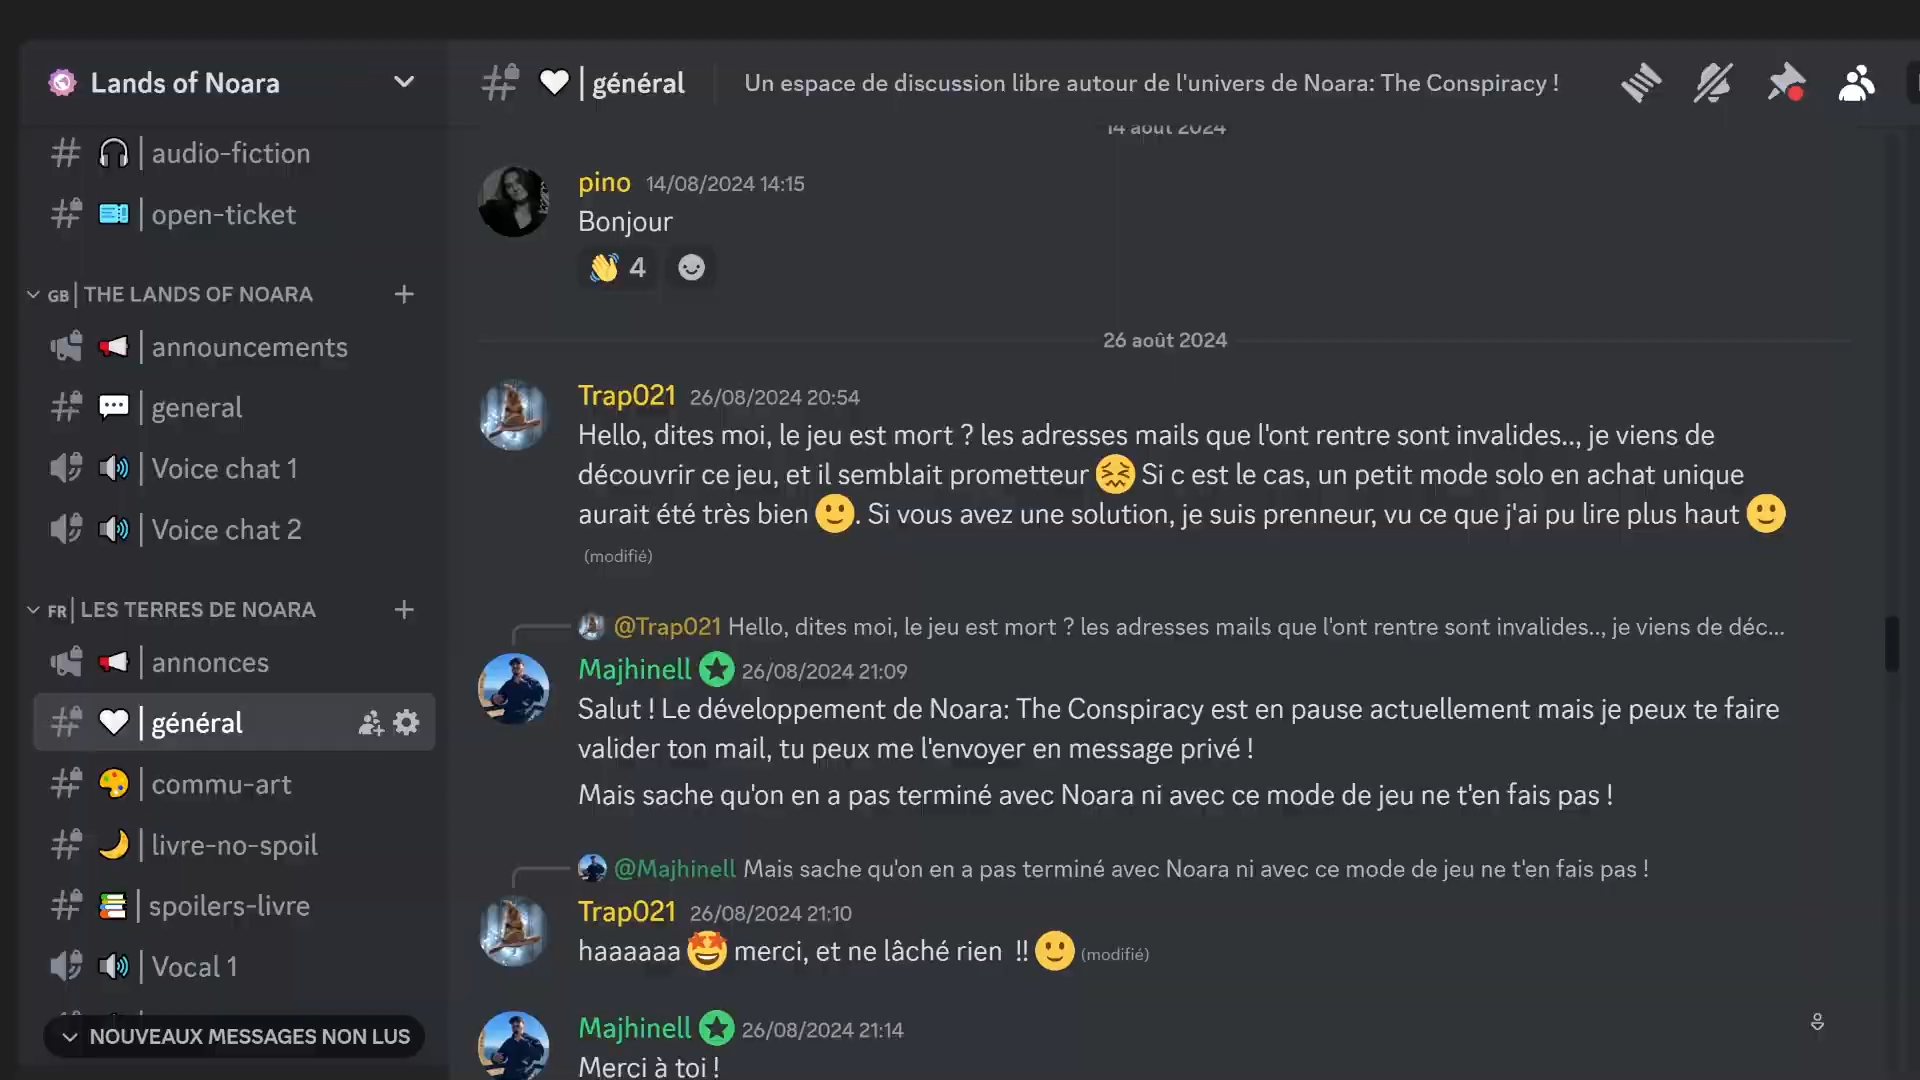 Lands of Noara
| audio-fiction
| open-ticket
GB | THE LANDS OF NOARA
| announcements
| general
| Voice chat 1
| Voice chat 2
FR | LES TERRES DE NOARA
| annonces
| général
| commu-art
| livre-no-spoil
| spoilers-livre
| Vocal 1
NOUVEAUX MESSAGES NON LUS
| général
Un espace de discussion libre autour de l'univers de Noara: The Conspiracy !
14 août 2024
pino 14/08/2024 14:15
Bonjour
👋 4
26 août 2024
Trap021 26/08/2024 20:54
Hello, dites moi, le jeu est mort ? les adresses mails que l'ont rentre sont invalides.., je viens de
découvrir ce jeu, et il semblait prometteur 😖 Si c est le cas, un petit mode solo en achat unique
aurait été très bien 🙂. Si vous avez une solution, je suis prenneur, vu ce que j'ai pu lire plus haut 🙂
(modifié)
@Trap021 Hello, dites moi, le jeu est mort ? les adresses mails que l'ont rentre sont invalides.., je viens de déc...
Majhinell 26/08/2024 21:09
Salut ! Le développement de Noara: The Conspiracy est en pause actuellement mais je peux te faire
valider ton mail, tu peux me l'envoyer en message privé !
Mais sache qu'on en a pas terminé avec Noara ni avec ce mode de jeu ne t'en fais pas !
@Majhinell Mais sache qu'on en a pas terminé avec Noara ni avec ce mode de jeu ne t'en fais pas !
Trap021 26/08/2024 21:10
haaaaaa 🤩 merci, et ne lâché rien !! 🙂 (modifié)
Majhinell 26/08/2024 21:14
Merci à toi !